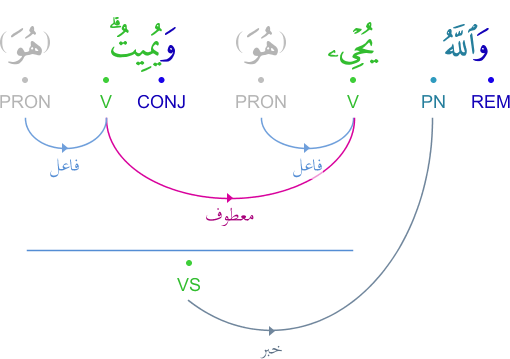 وَٱللَّهُ يُحْىِۦ (هُوَ) وَيُمِيتُ ۗ (هُوَ)
REM PN V PRON CONJ V PRON
فاعل فاعل
معطوف
VS
خبر